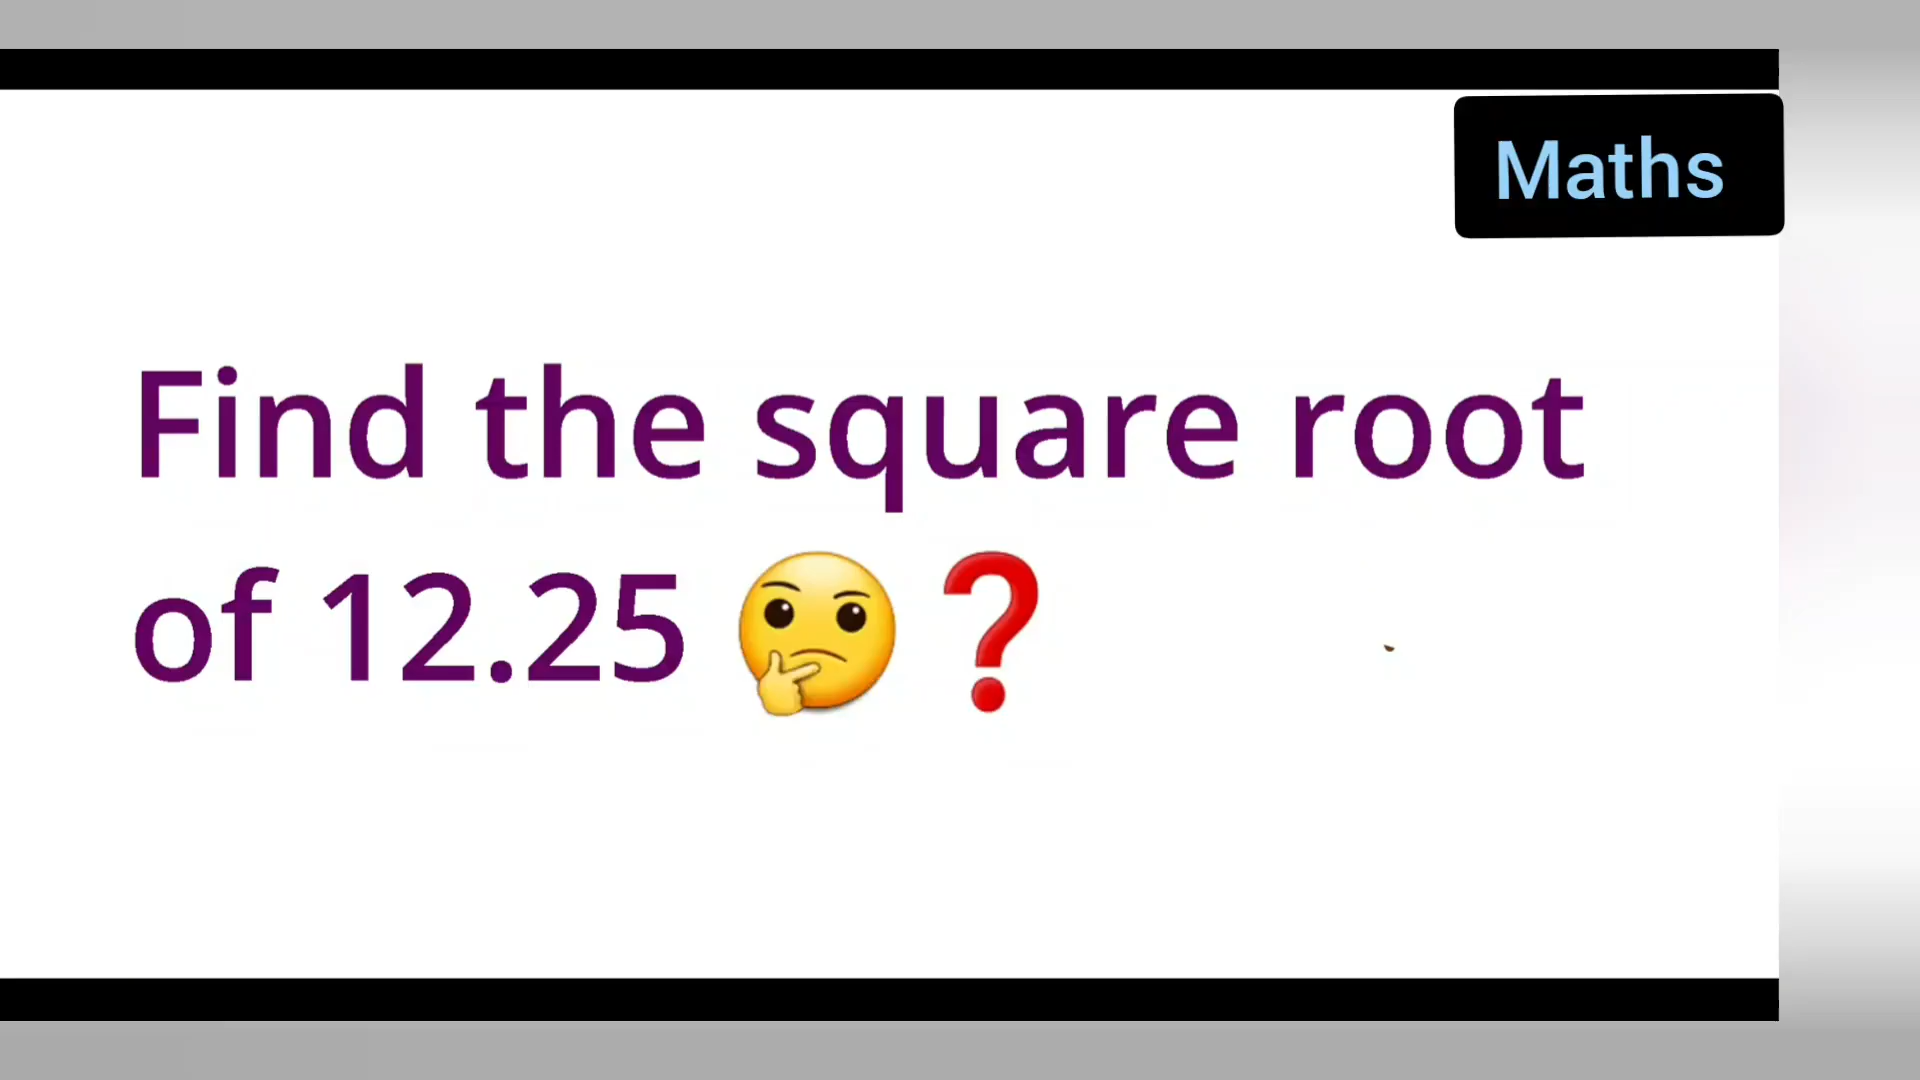 Maths
Find the square root
of 12.25 🤔❓